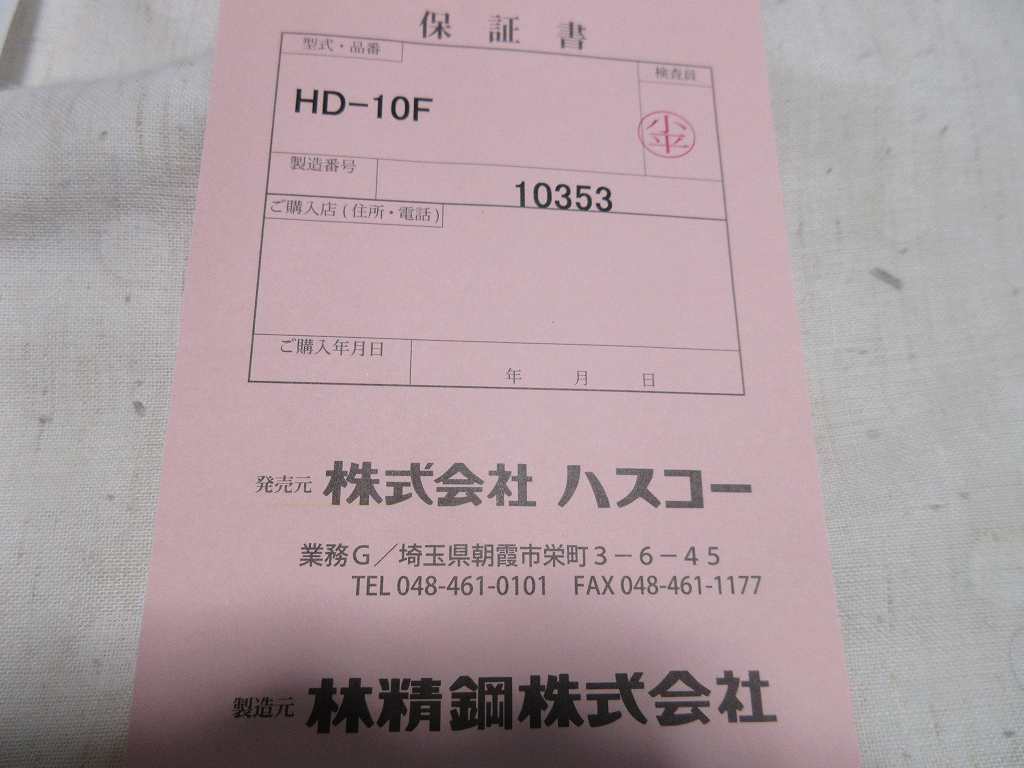 保証書
型式・品番
検査員
HD-10F
小平
製造番号
10353
ご購入店(住所・電話)
ご購入年月日
年 月 日
発売元 株式会社 ハスコー
業務G/埼玉県朝霞市栄町3-6-45
TEL 048-461-0101 FAX 048-461-1177
製造元 林精鋼株式会社